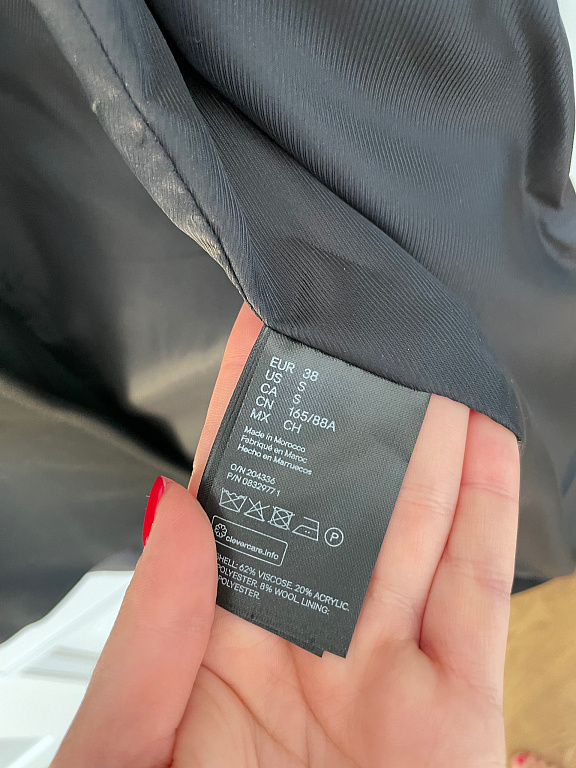 EUR 38
US S
CA S
CN 165/88A
MX CH
Made in Morocco
Fabriqué en Maroc
Hecho en Marruecos
O/N 204336
P/N 08329771
P
clevercare.info
SHELL: 62% VISCOSE, 20% ACRYLIC,
POLYESTER, 8% WOOL, LINING:
POLYESTER.